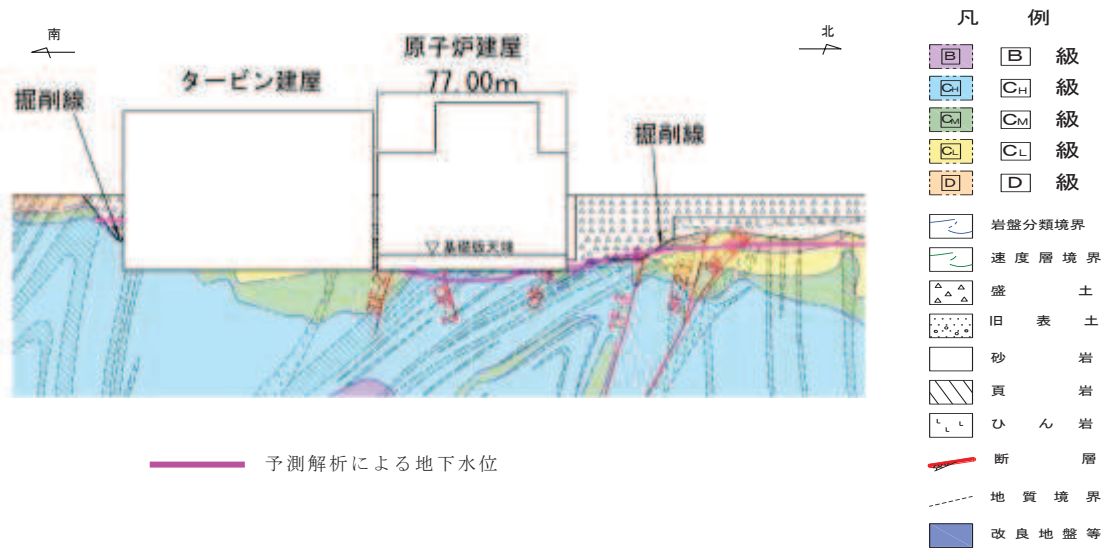 南
北
原子炉建屋
77.00m
タービン建屋
掘削線
掘削線
▽基礎版天端
予測解析による地下水位
凡 例
B B 級
CH CH 級
CM CM 級
CL CL 級
D D 級
岩盤分類境界
速度層境界
盛土
旧表土
砂岩
頁岩
ひん岩
断層
地質境界
改良地盤等